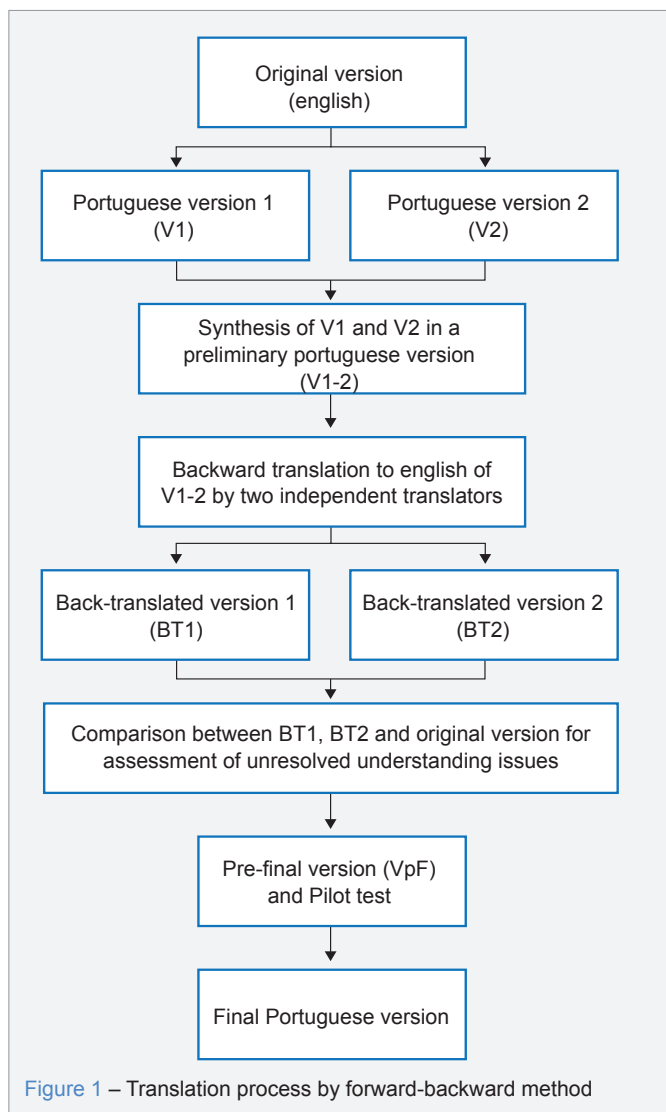 Original version
(english)
Portuguese version 1
(V1)
Portuguese version 2
(V2)
Synthesis of V1 and V2 in a
preliminary portuguese version
(V1-2)
Backward translation to english of
V1-2 by two independent translators
Back-translated version 1
(BT1)
Back-translated version 2
(BT2)
Comparison between BT1, BT2 and original version for
assessment of unresolved understanding issues
Pre-final version (VpF)
and Pilot test
Final Portuguese version
Figure 1 – Translation process by forward-backward method